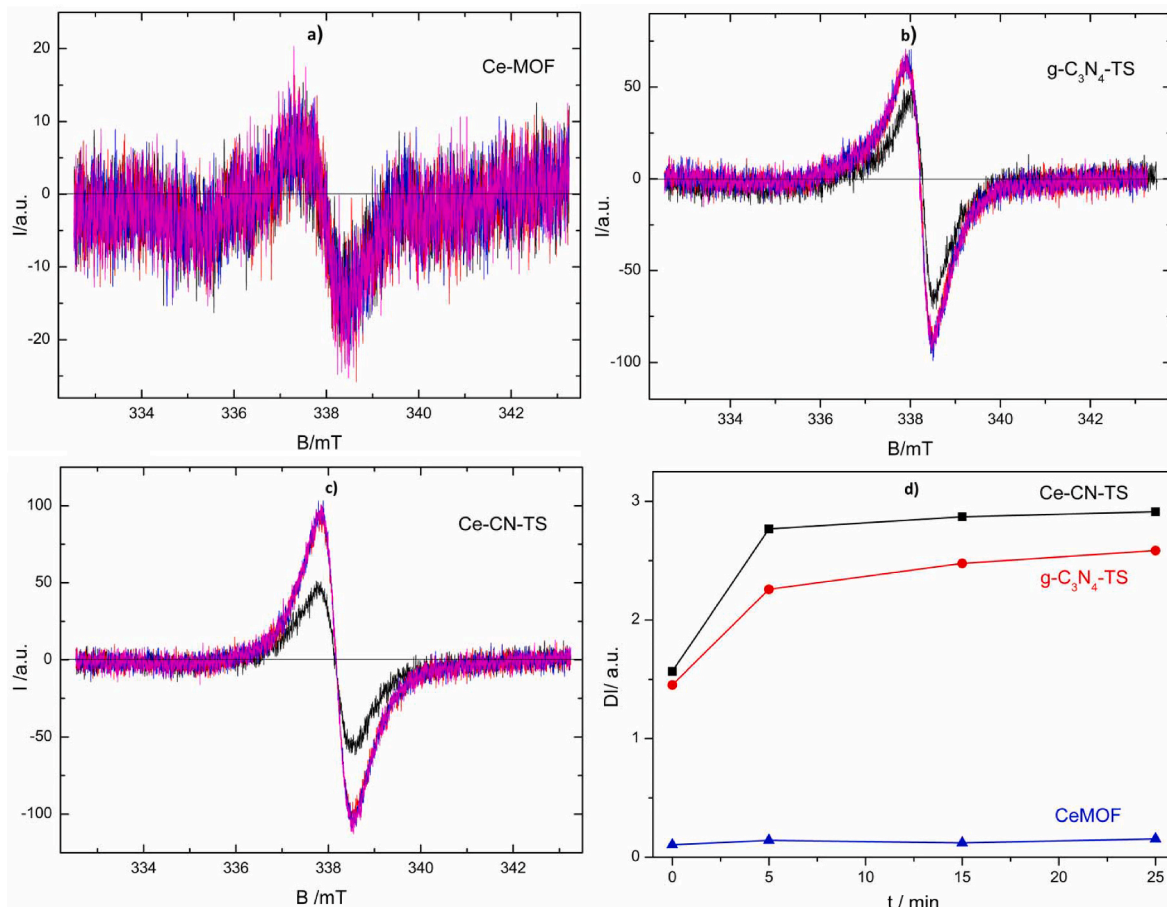 a)
Ce-MOF
20
10
0
-10
-20
I/a.u.
334 336 338 340 342
B/mT
b)
g-C₃N₄-TS
50
0
-50
-100
I/a.u.
334 336 338 340 342
B/mT
c)
Ce-CN-TS
100
50
0
-50
-100
I /a.u.
334 336 338 340 342
B /mT
d)
Ce-CN-TS
g-C₃N₄-TS
CeMOF
3
2
1
0
DI/ a.u.
0 5 10 15 20 25
t / min